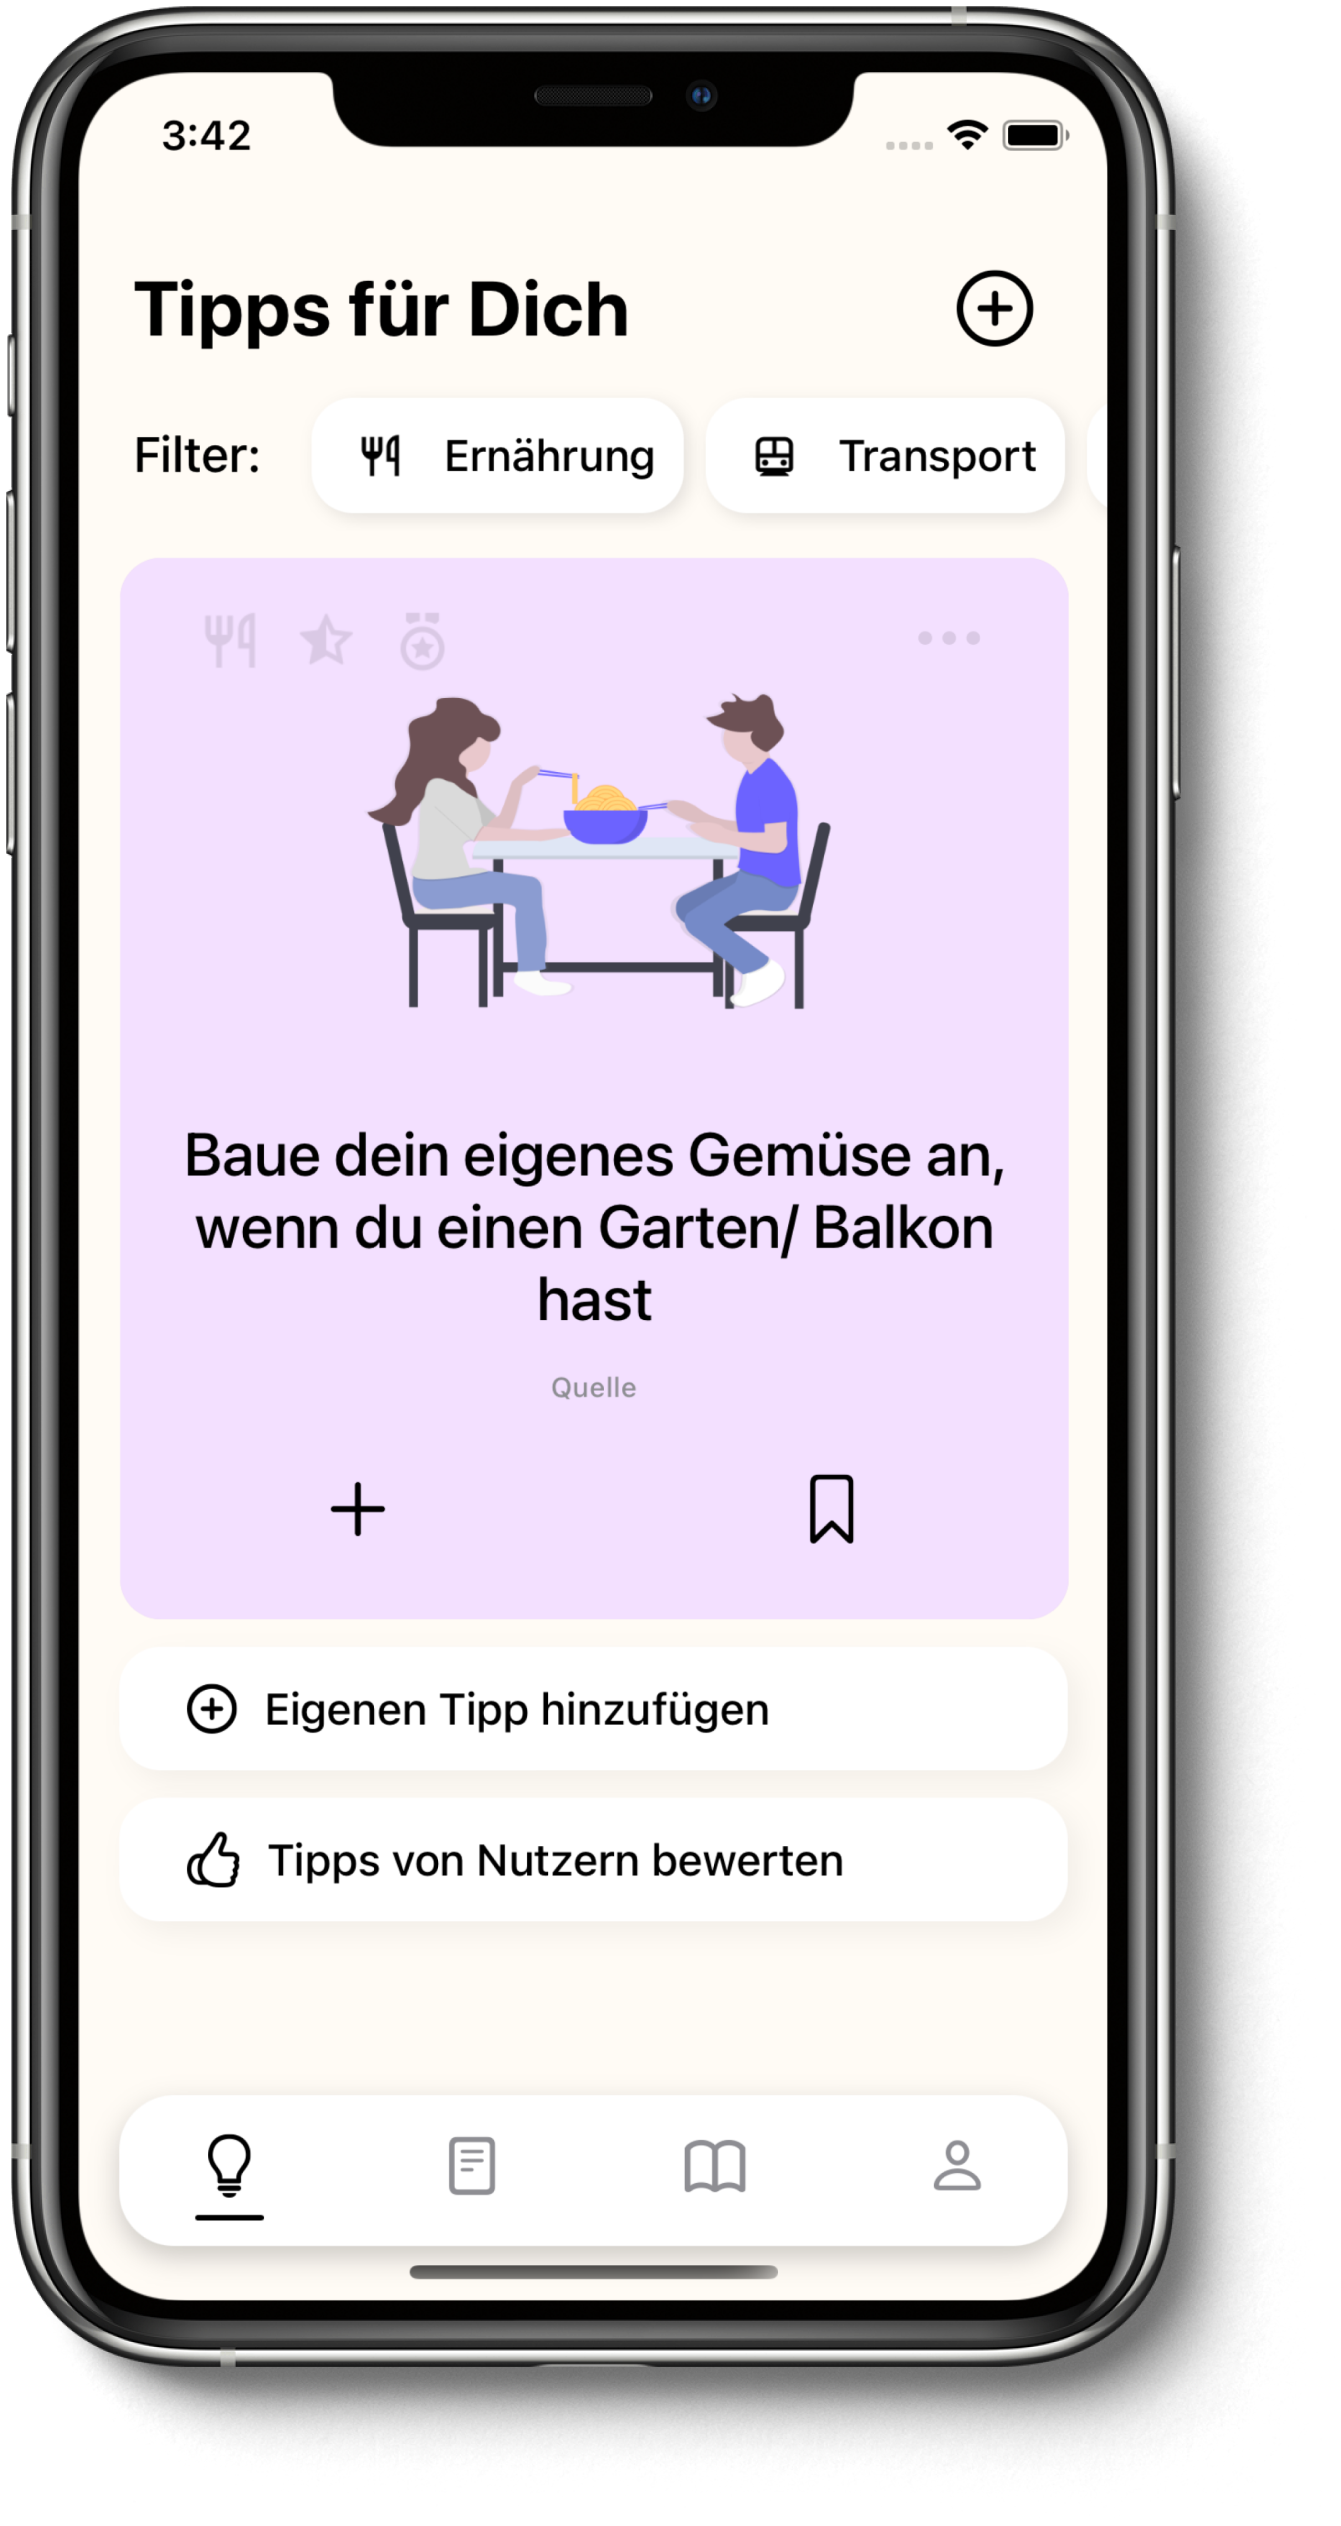 3:42
Tipps für Dich
Filter:
Ernährung
Transport
Baue dein eigenes Gemüse an,
wenn du einen Garten/ Balkon
hast
Quelle
Eigenen Tipp hinzufügen
Tipps von Nutzern bewerten